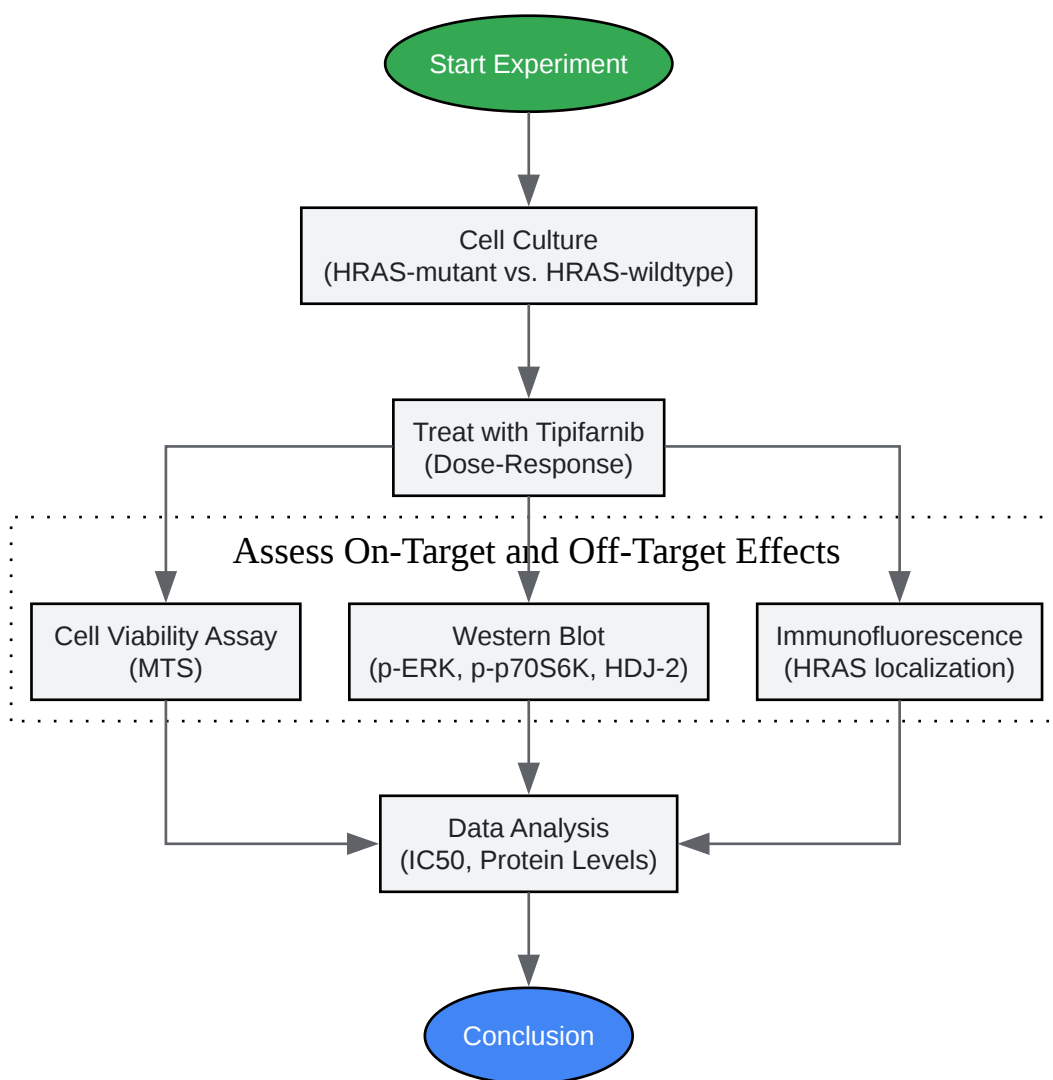 Start Experiment
Cell Culture
(HRAS-mutant vs. HRAS-wildtype)
Treat with Tipifarnib
(Dose-Response)
Assess On-Target and Off-Target Effects
Cell Viability Assay
(MTS)
Western Blot
(p-ERK, p-p70S6K, HDJ-2)
Immunofluorescence
(HRAS localization)
Data Analysis
(IC50, Protein Levels)
Conclusion